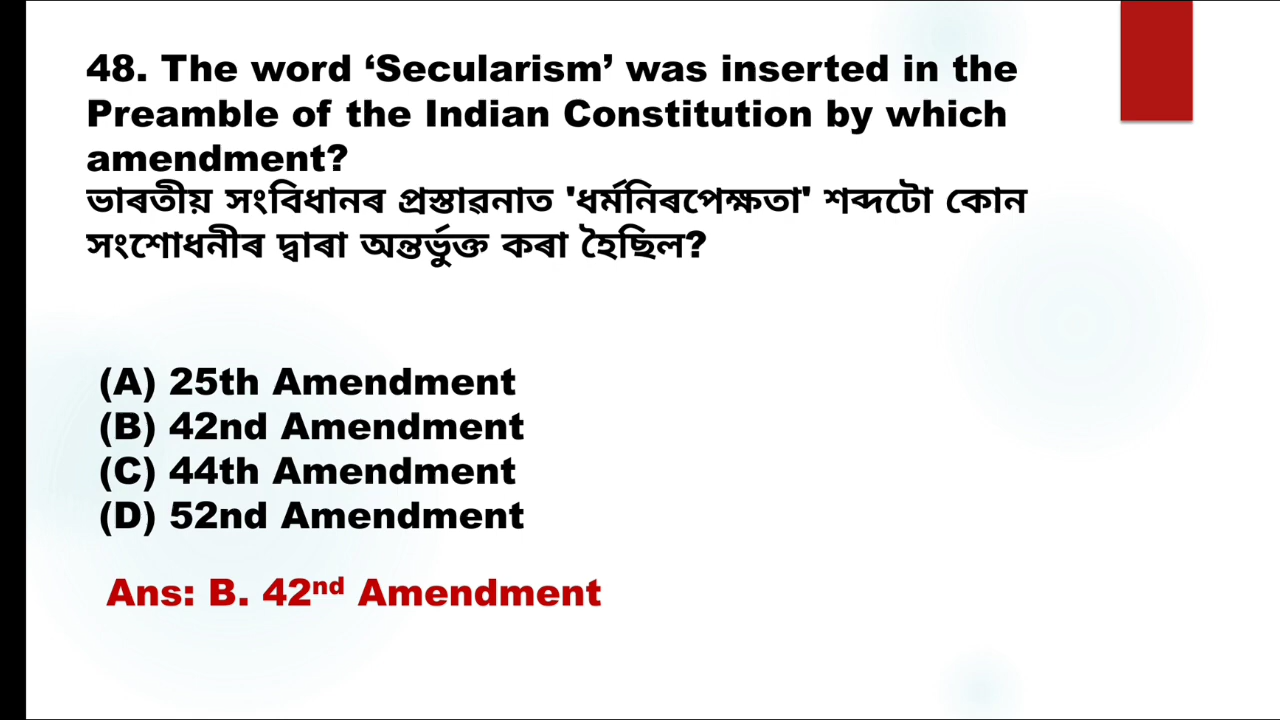 48. The word ‘Secularism’ was inserted in the
Preamble of the Indian Constitution by which
amendment?
ভাৰতীয় সংবিধানৰ প্ৰস্তাৱনাত 'ধৰ্মনিৰপেক্ষতা' শব্দটো কোন
সংশোধনীৰ দ্বাৰা অন্তৰ্ভুক্ত কৰা হৈছিল?
(A) 25th Amendment
(B) 42nd Amendment
(C) 44th Amendment
(D) 52nd Amendment
Ans: B. 42nd Amendment